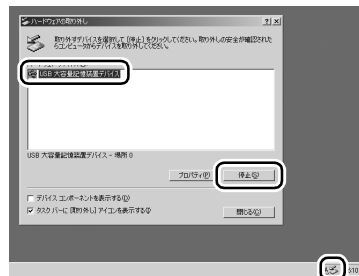 ハードウェアの取り外し
取り外すデバイスを選択して [停止] をクリックしてください。取り外しの安全が確認された
らコンピュータからデバイスを取り外してください。
USB 大容量記憶装置デバイス
USB 大容量記憶装置デバイス - 場所 0
プロパティ(P)
停止(S)
デバイス コンポーネントを表示する(D)
タスク バーに [取り外し] アイコンを表示する
閉じる(C)